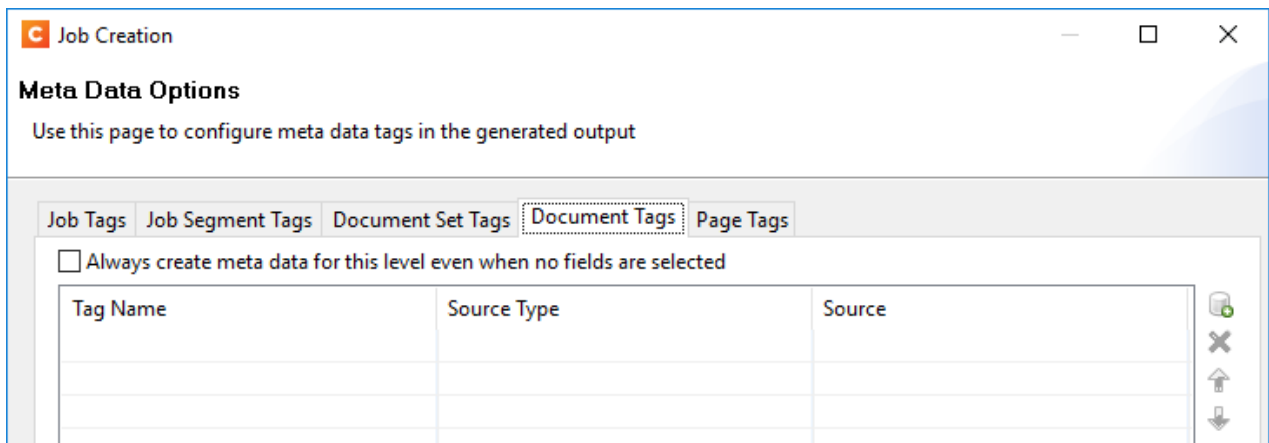 C Job Creation
Meta Data Options
Use this page to configure meta data tags in the generated output
Job Tags Job Segment Tags Document Set Tags Document Tags Page Tags
Always create meta data for this level even when no fields are selected
Tag Name Source Type Source